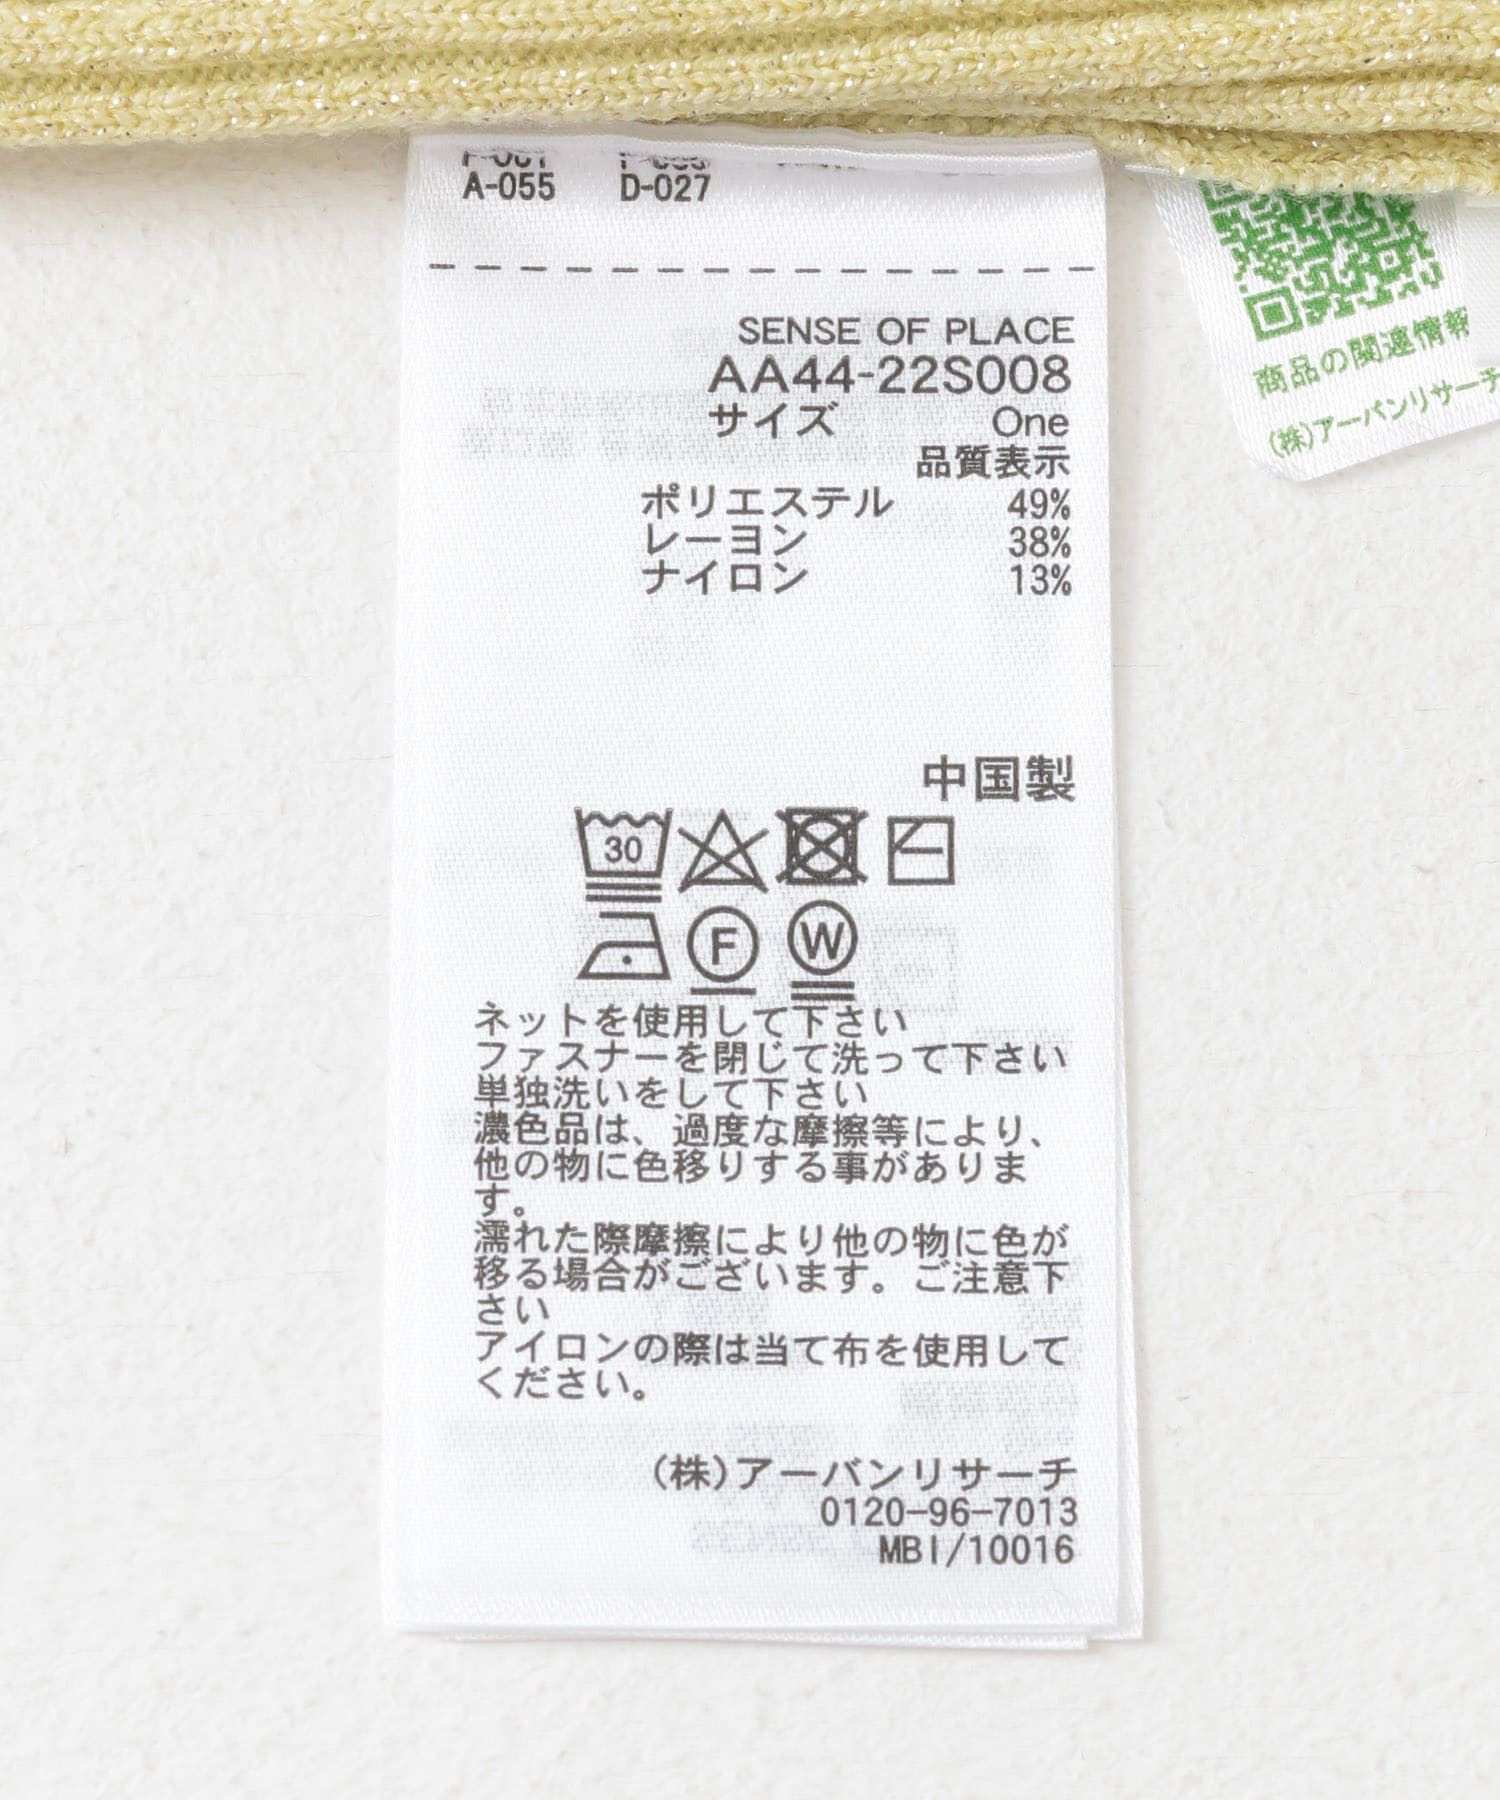 A-055 D-027
SENSE OF PLACE
AA44-22S008
サイズ One
品質表示
ポリエステル 49%
レーヨン 38%
ナイロン 13%
中国製
30
F W
ネットを使用して下さい
ファスナーを閉じて洗って下さい
単独洗いをして下さい
濃色品は、過度な摩擦等により、
他の物に色移りする事がありま
す。
濡れた際摩擦により他の物に色が
移る場合がございます。ご注意下
さい
アイロンの際は当て布を使用して
ください。
(株)アーバンリサーチ
0120-96-7013
MBI/10016
商品の関連情報
(株)アーバンリサーチ